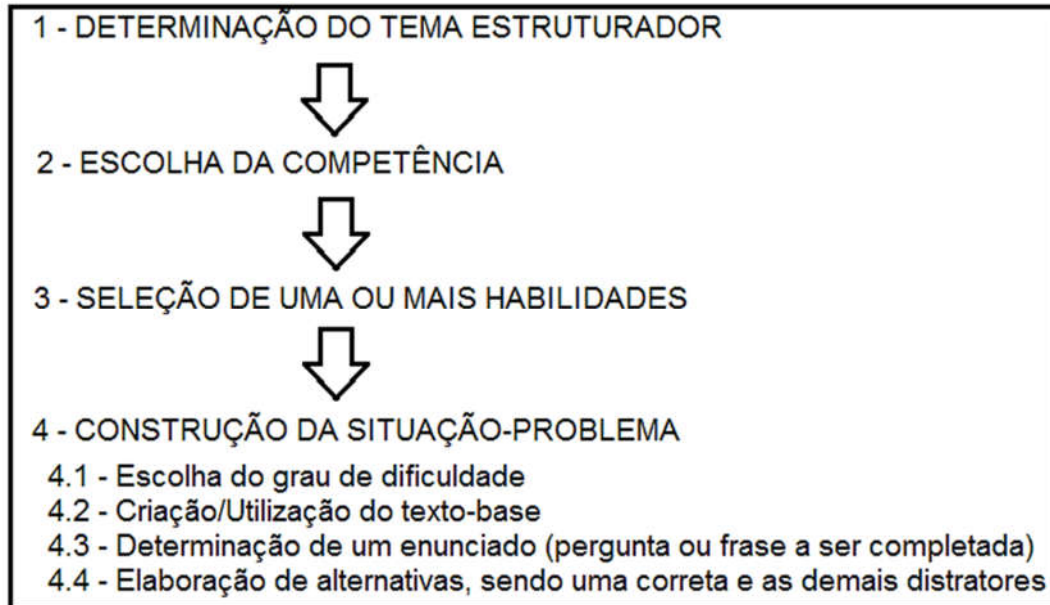 1 - DETERMINAÇÃO DO TEMA ESTRUTURADOR
2 - ESCOLHA DA COMPETÊNCIA
3 - SELEÇÃO DE UMA OU MAIS HABILIDADES
4 - CONSTRUÇÃO DA SITUAÇÃO-PROBLEMA
4.1 - Escolha do grau de dificuldade
4.2 - Criação/Utilização do texto-base
4.3 - Determinação de um enunciado (pergunta ou frase a ser completada)
4.4 - Elaboração de alternativas, sendo uma correta e as demais distratores